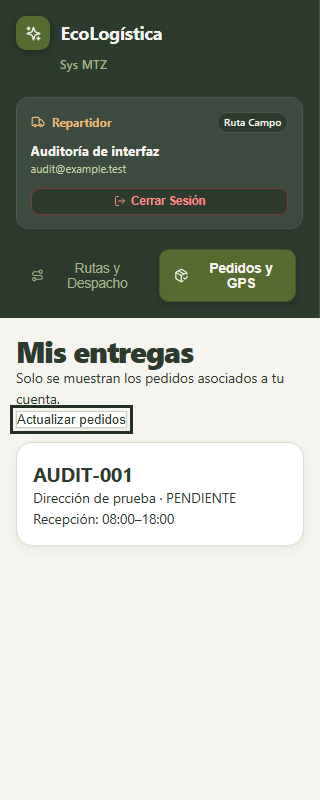 EcoLogística
Sys MTZ
Repartidor
Ruta Campo
Auditoría de interfaz
audit@example.test
Cerrar Sesión
Rutas y
Despacho
Pedidos y
GPS
Mis entregas
Solo se muestran los pedidos asociados a tu
cuenta.
Actualizar pedidos
AUDIT-001
Dirección de prueba · PENDIENTE
Recepción: 08:00–18:00